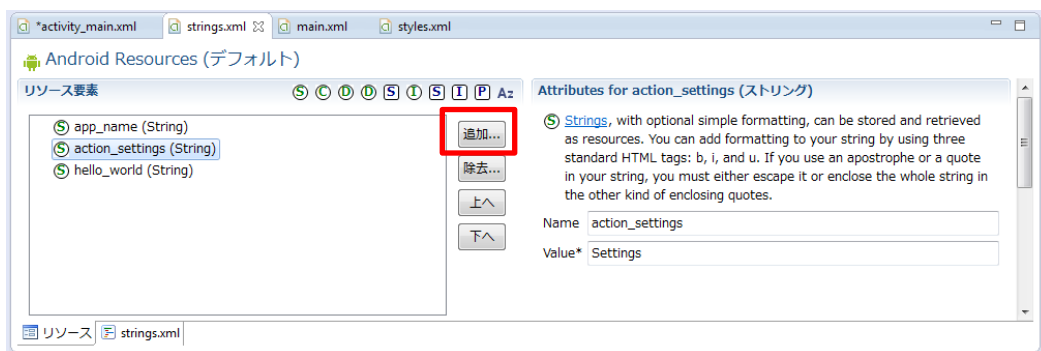 *activity_main.xml strings.xml main.xml styles.xml
Android Resources (デフォルト)
リソース要素 S C D D S I S I P Az
S app_name (String)
S action_settings (String)
S hello_world (String)
追加...
除去...
上へ
下へ
Attributes for action_settings (ストリング)
S Strings, with optional simple formatting, can be stored and retrieved
as resources. You can add formatting to your string by using three
standard HTML tags: b, i, and u. If you use an apostrophe or a quote
in your string, you must either escape it or enclose the whole string in
the other kind of enclosing quotes.
Name action_settings
Value* Settings
リソース strings.xml